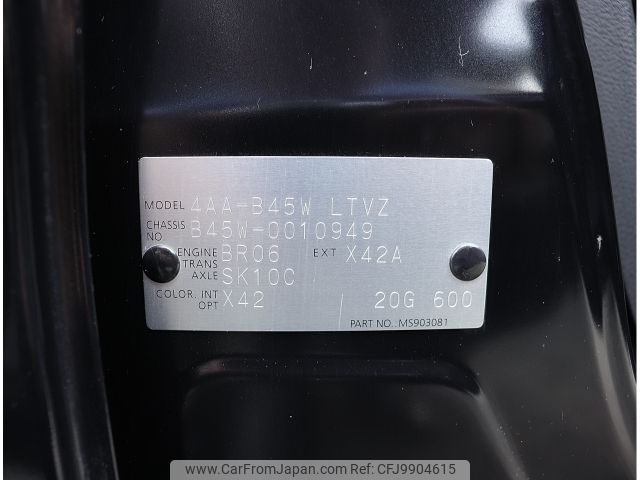 MODEL 4AA-B45W LTVZ
CHASSIS NO B45W-0010949
ENGINE BR06 EXT X42A
TRANS AXLE SK10C
COLOR. INT X42 20G 600
OPT
PART NO.:MS903081
www.CarFromJapan.com | Ref No.CFJ9904615